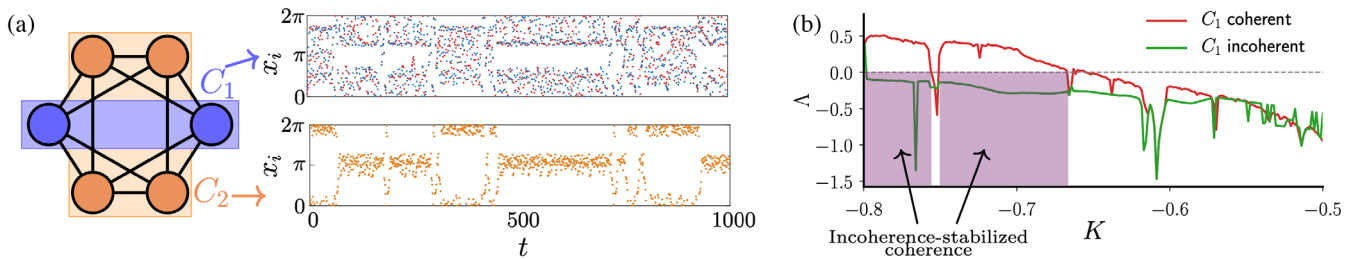 (a)
C₁
C₂
2π
xᵢ
π
0
2π
xᵢ
π
0
0
500
1000
t
(b)
C₁ coherent
C₁ incoherent
0.5
0.0
Λ
−0.5
−1.0
−1.5
−0.8
−0.7
−0.6
−0.5
K
Incoherence-stabilized
coherence